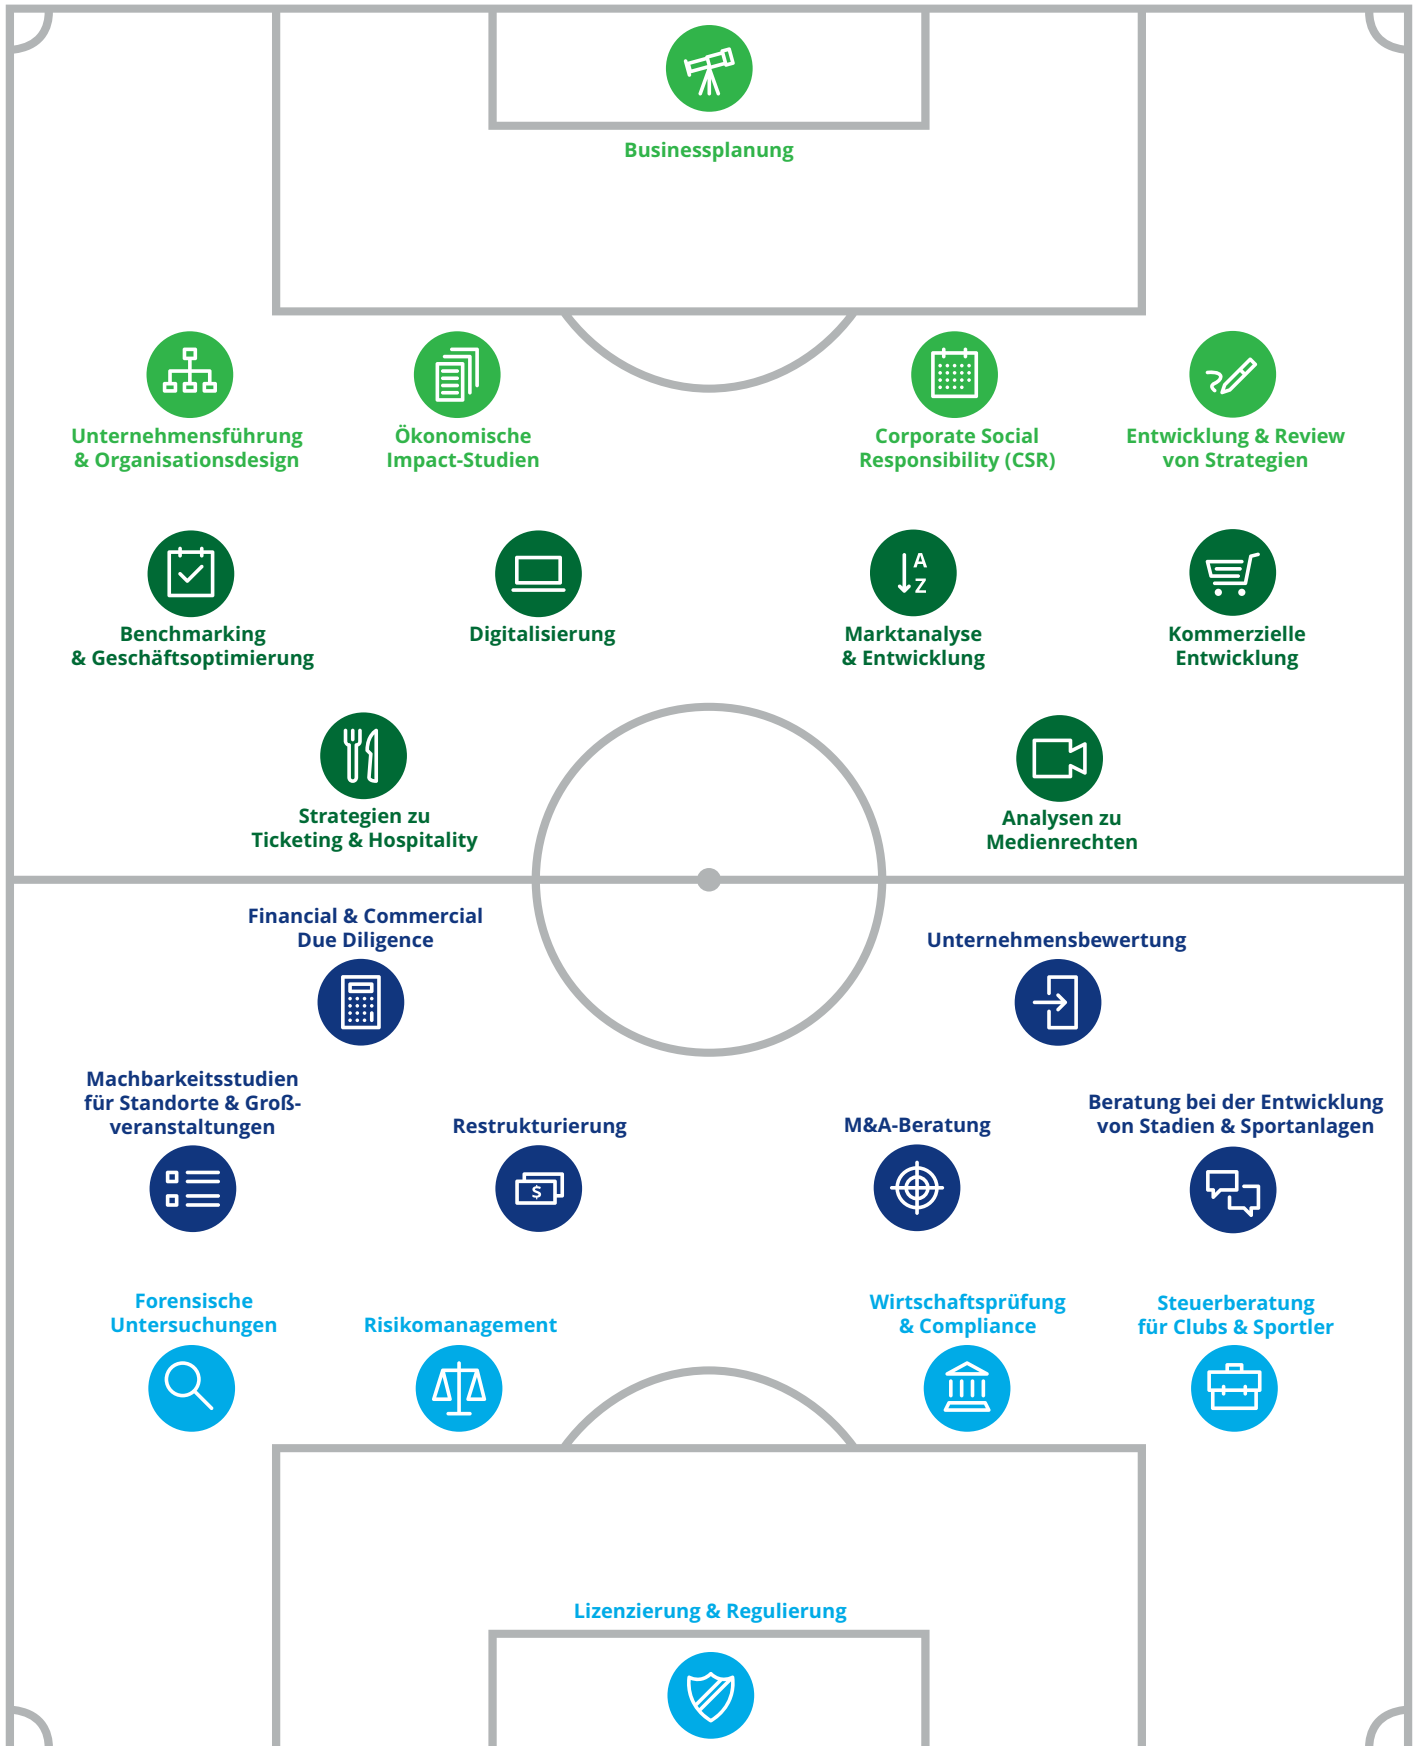 Businessplanung
Unternehmensführung
& Organisationsdesign
Ökonomische
Impact-Studien
Corporate Social
Responsibility (CSR)
Entwicklung & Review
von Strategien
Benchmarking
& Geschäftsoptimierung
Digitalisierung
A
Z
Marktanalyse
& Entwicklung
Kommerzielle
Entwicklung
Strategien zu
Ticketing & Hospitality
Analysen zu
Medienrechten
Financial & Commercial
Due Diligence
Unternehmensbewertung
Machbarkeitsstudien
für Standorte & Groß-
veranstaltungen
Restrukturierung
$
M&A-Beratung
Beratung bei der Entwicklung
von Stadien & Sportanlagen
Forensische
Untersuchungen
Risikomanagement
Wirtschaftsprüfung
& Compliance
Steuerberatung
für Clubs & Sportler
Lizenzierung & Regulierung